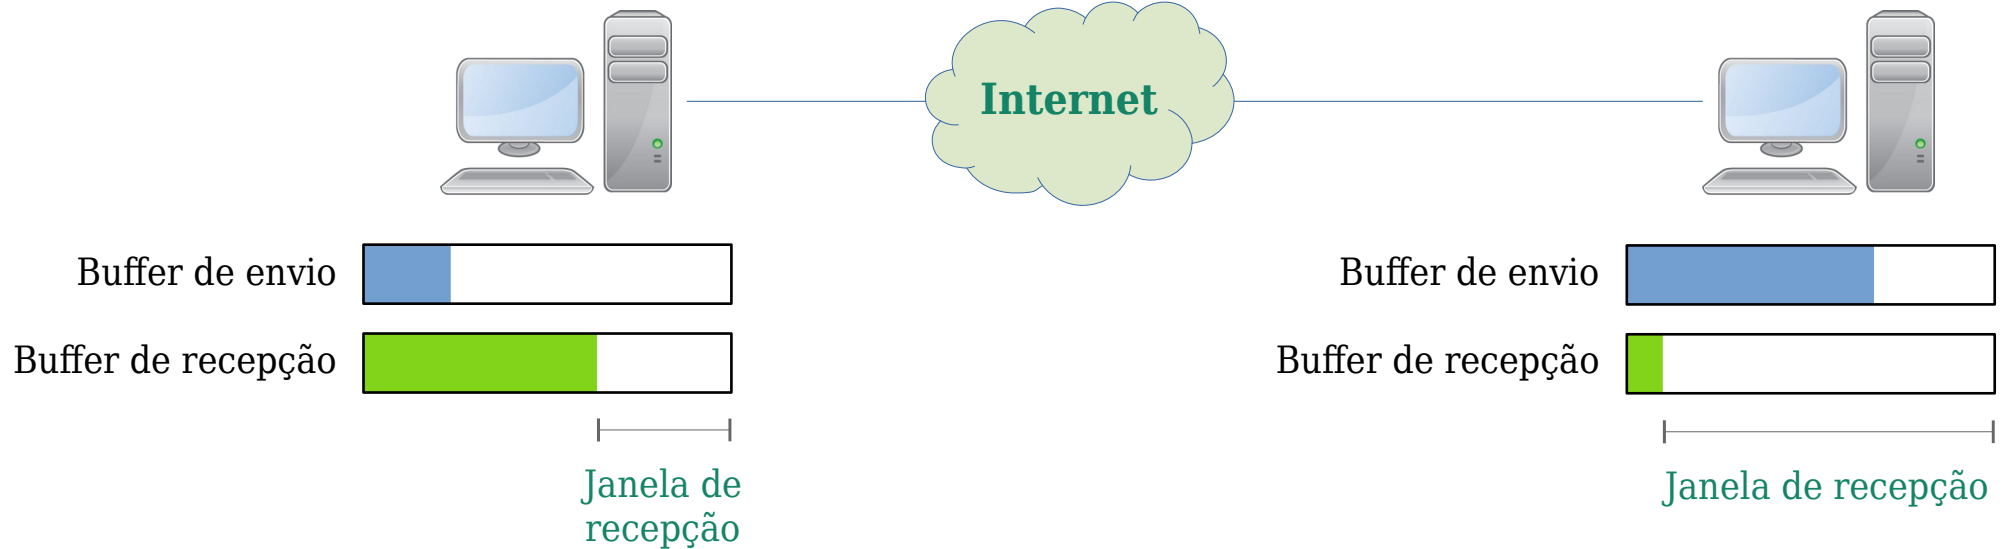 Internet
Buffer de envio
Buffer de recepção
Janela de
recepção
Buffer de envio
Buffer de recepção
Janela de recepção